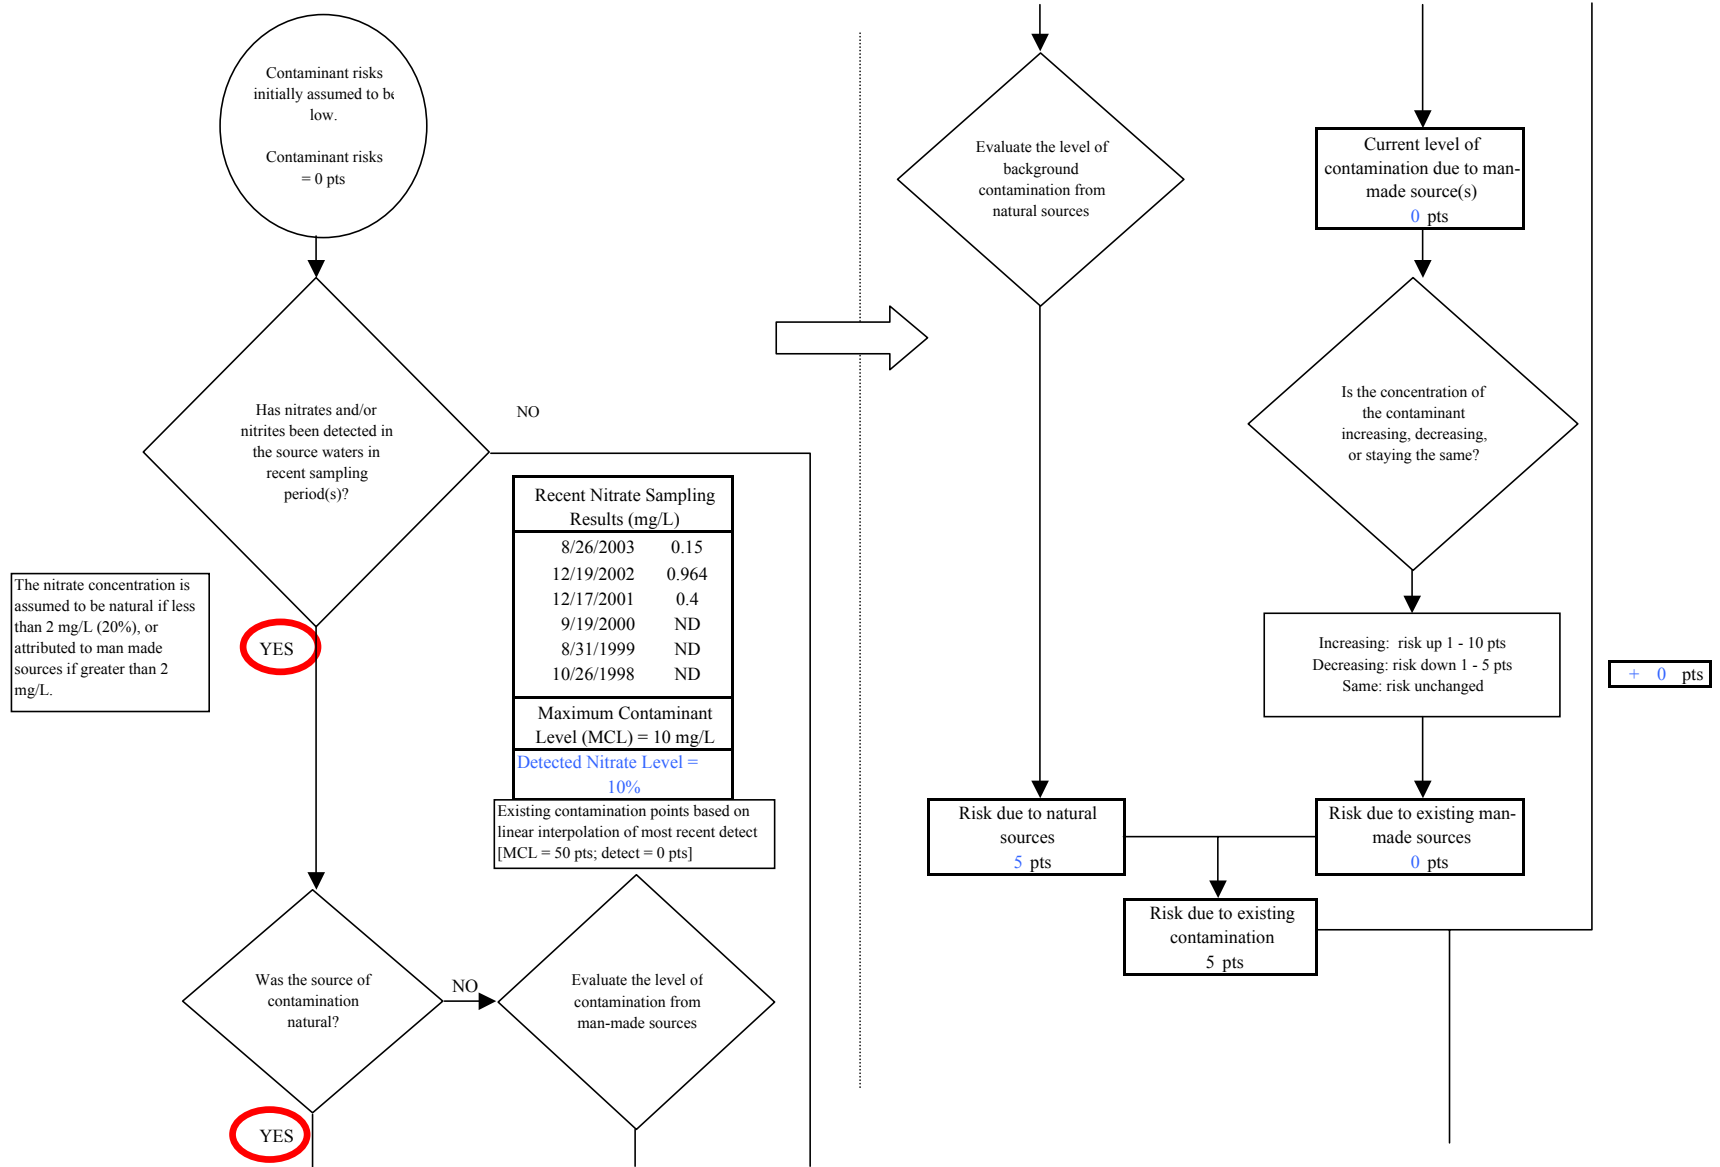 Contaminant risks
initially assumed to be
low.
Contaminant risks
= 0 pts
Has nitrates and/or
nitrites been detected in
the source waters in
recent sampling
period(s)?
NO
The nitrate concentration is
assumed to be natural if less
than 2 mg/L (20%), or
attributed to man made
sources if greater than 2
mg/L.
YES
Recent Nitrate Sampling
Results (mg/L)
8/26/2003 0.15
12/19/2002 0.964
12/17/2001 0.4
9/19/2000 ND
8/31/1999 ND
10/26/1998 ND
Maximum Contaminant
Level (MCL) = 10 mg/L
Detected Nitrate Level =
10%
Existing contamination points based on
linear interpolation of most recent detect
[MCL = 50 pts; detect = 0 pts]
Was the source of
contamination
natural?
NO
Evaluate the level of
contamination from
man-made sources
YES
Evaluate the level of
background
contamination from
natural sources
Current level of
contamination due to man-
made source(s)
0 pts
Is the concentration of
the contaminant
increasing, decreasing,
or staying the same?
Increasing: risk up 1 - 10 pts
Decreasing: risk down 1 - 5 pts
Same: risk unchanged
+ 0 pts
Risk due to natural
sources
5 pts
Risk due to existing man-
made sources
0 pts
Risk due to existing
contamination
5 pts